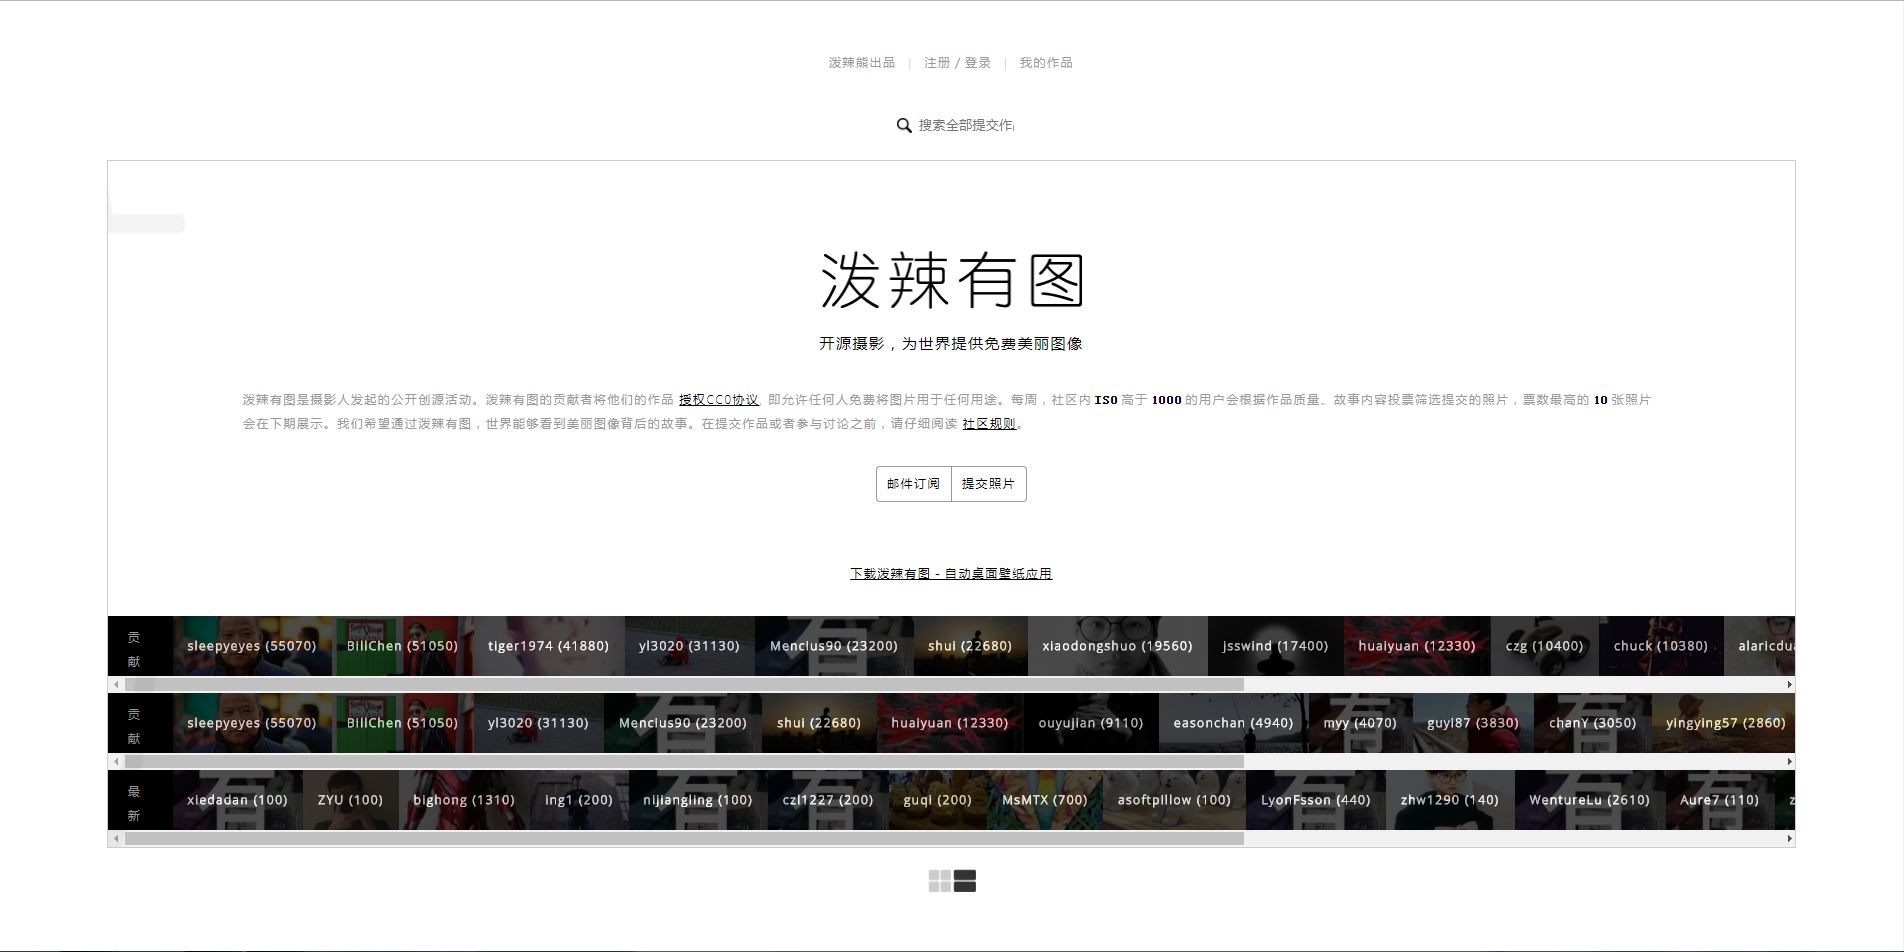 泼辣熊出品 | 注册 / 登录 | 我的作品
搜索全部提交作
泼辣有图
开源摄影，为世界提供免费美丽图像
泼辣有图是摄影人发起的公开创源活动。泼辣有图的贡献者将他们的作品 授权CC0协议, 即允许任何人免费将图片用于任何用途。每周，社区内 ISO 高于 1000 的用户会根据作品质量、故事内容投票筛选提交的照片，票数最高的 10 张照片
会在下期展示。我们希望通过泼辣有图，世界能够看到美丽图像背后的故事。在提交作品或者参与讨论之前，请仔细阅读 社区规则。
邮件订阅 提交照片
下载泼辣有图 - 自动桌面壁纸应用
贡献 sleepyeyes (55070) BillChen (51050) tiger1974 (41880) yl3020 (31130) Mencius90 (23200) shui (22680) xiaodongshuo (19560) jsswind (17400) huaiyuan (12330) czg (10400) chuck (10380) alaricdu
贡献 sleepyeyes (55070) BillChen (51050) yl3020 (31130) Mencius90 (23200) shui (22680) huaiyuan (12330) ouyujian (9110) easonchan (4940) myy (4070) guyi87 (3830) chanY (3050) yingying57 (2860)
最新 xiedadan (100) ZYU (100) bighong (1310) ing1 (200) nijiangling (100) czl1227 (200) guqi (200) MsMTX (700) asoftpillow (100) LyonFsson (440) zhw1290 (140) WentureLu (2610) Aure7 (110) z